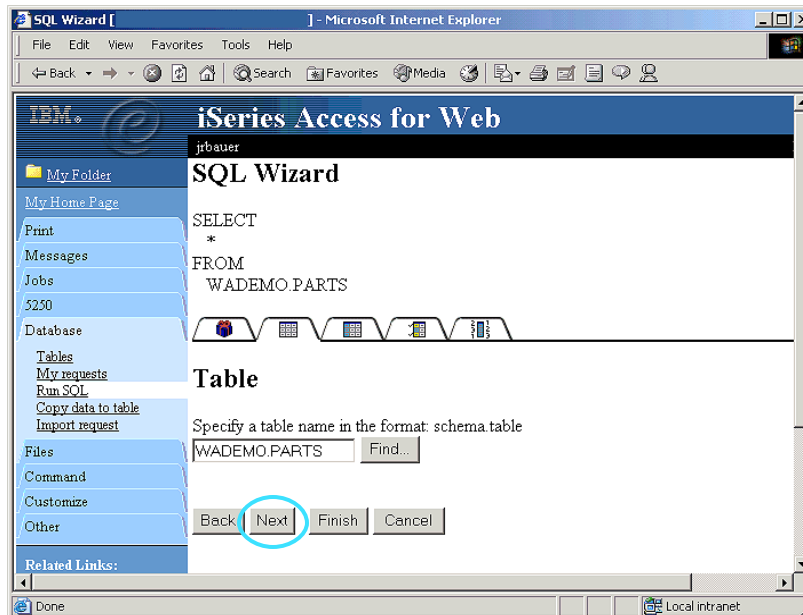 SQL Wizard [ ] - Microsoft Internet Explorer
File Edit View Favorites Tools Help
Back Search Favorites Media
IBM e
iSeries Access for Web
jrbauer
My Folder
My Home Page
Print
Messages
Jobs
5250
Database
Tables
My requests
Run SQL
Copy data to table
Import request
Files
Command
Customize
Other
Related Links:
SQL Wizard
SELECT
*
FROM
WADEMO.PARTS
Table
Specify a table name in the format: schema.table
WADEMO.PARTS Find...
Back Next Finish Cancel
Done Local intranet